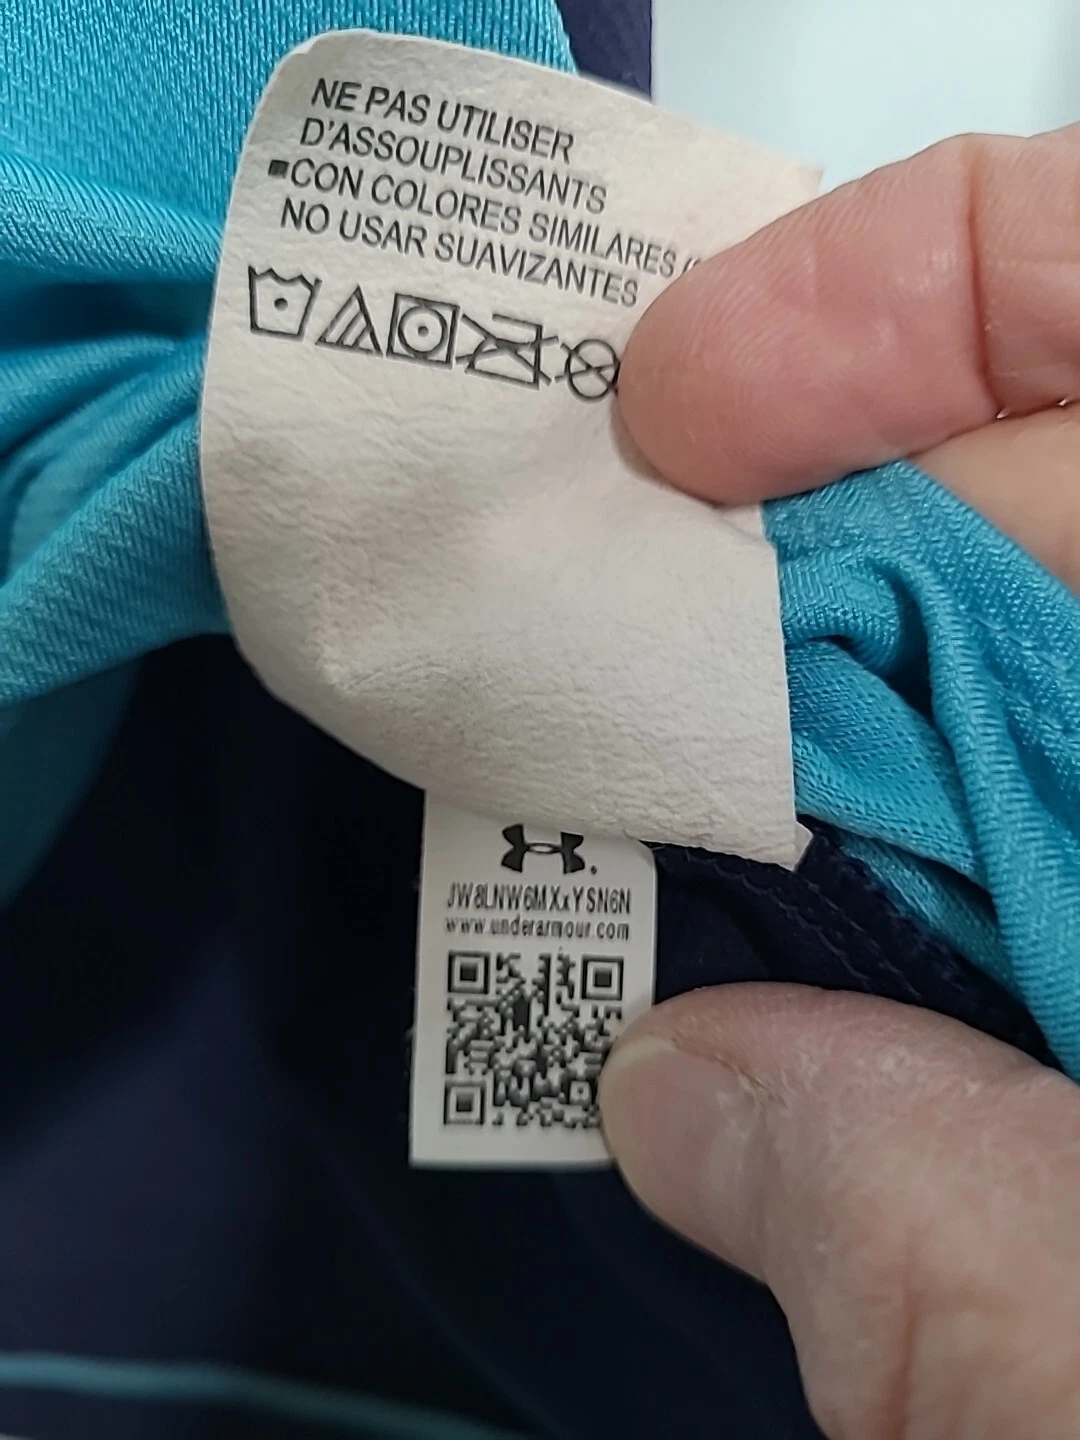 NE PAS UTILISER
D'ASSOUPLISSANTS
▪CON COLORES SIMILARES
NO USAR SUAVIZANTES
JW8LNW6MXxYSN6N
www.underarmour.com